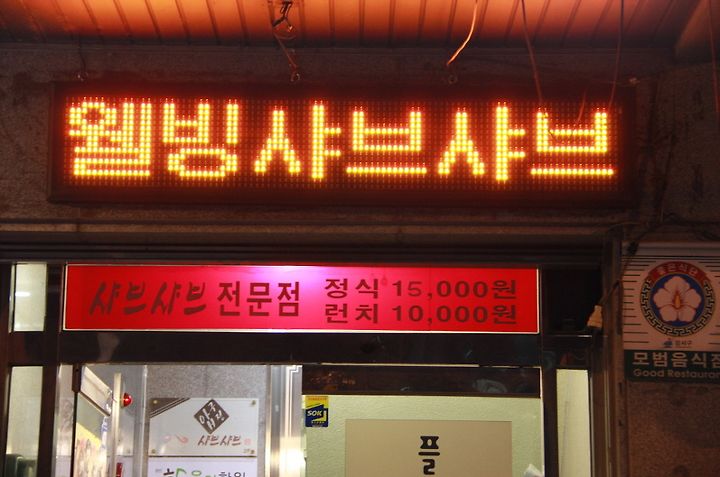 웰빙샤브샤브
샤브샤브 전문점
정식 15,000원
런치 10,000원
모범음식점
Good Restaurant
샤브샤브
SOK
플